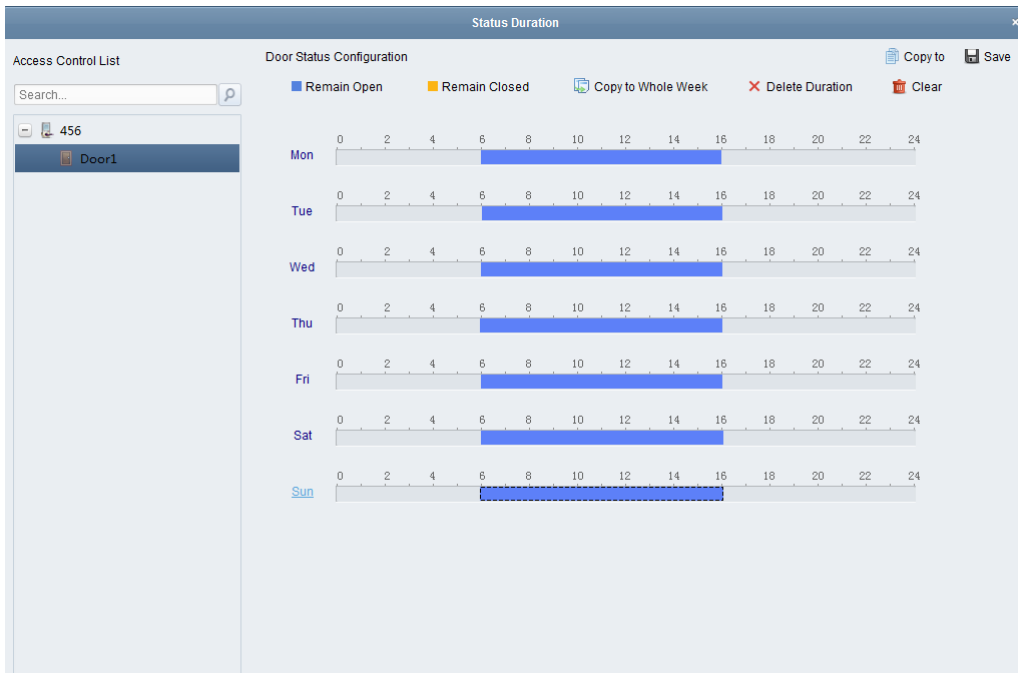 Status Duration ×
Access Control List
Door Status Configuration
Copy to
Save
Remain Open
Remain Closed
Copy to Whole Week
Delete Duration
Clear
Search...
456
Door1
0 2 4 6 8 10 12 14 16 18 20 22 24
Mon
0 2 4 6 8 10 12 14 16 18 20 22 24
Tue
0 2 4 6 8 10 12 14 16 18 20 22 24
Wed
0 2 4 6 8 10 12 14 16 18 20 22 24
Thu
0 2 4 6 8 10 12 14 16 18 20 22 24
Fri
0 2 4 6 8 10 12 14 16 18 20 22 24
Sat
0 2 4 6 8 10 12 14 16 18 20 22 24
Sun